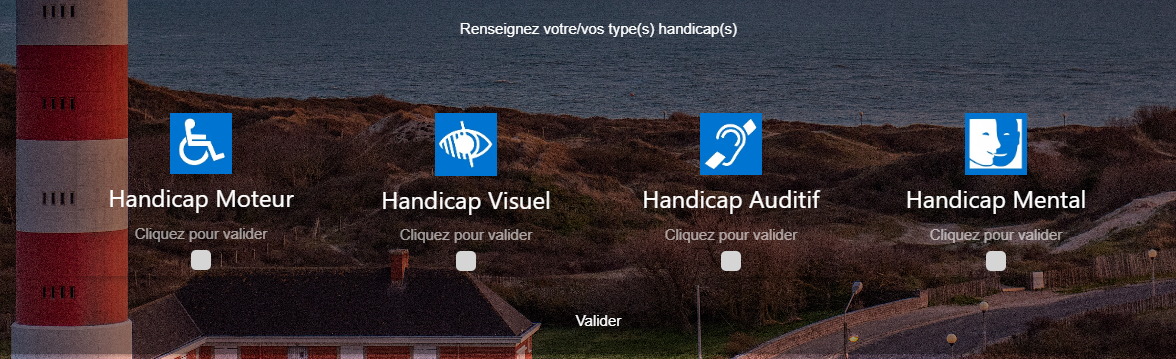 Renseignez votre/vos type(s) handicap(s)
Handicap Moteur
Handicap Visuel
Handicap Auditif
Handicap Mental
Cliquez pour valider
Cliquez pour valider
Cliquez pour valider
Cliquez pour valider
Valider